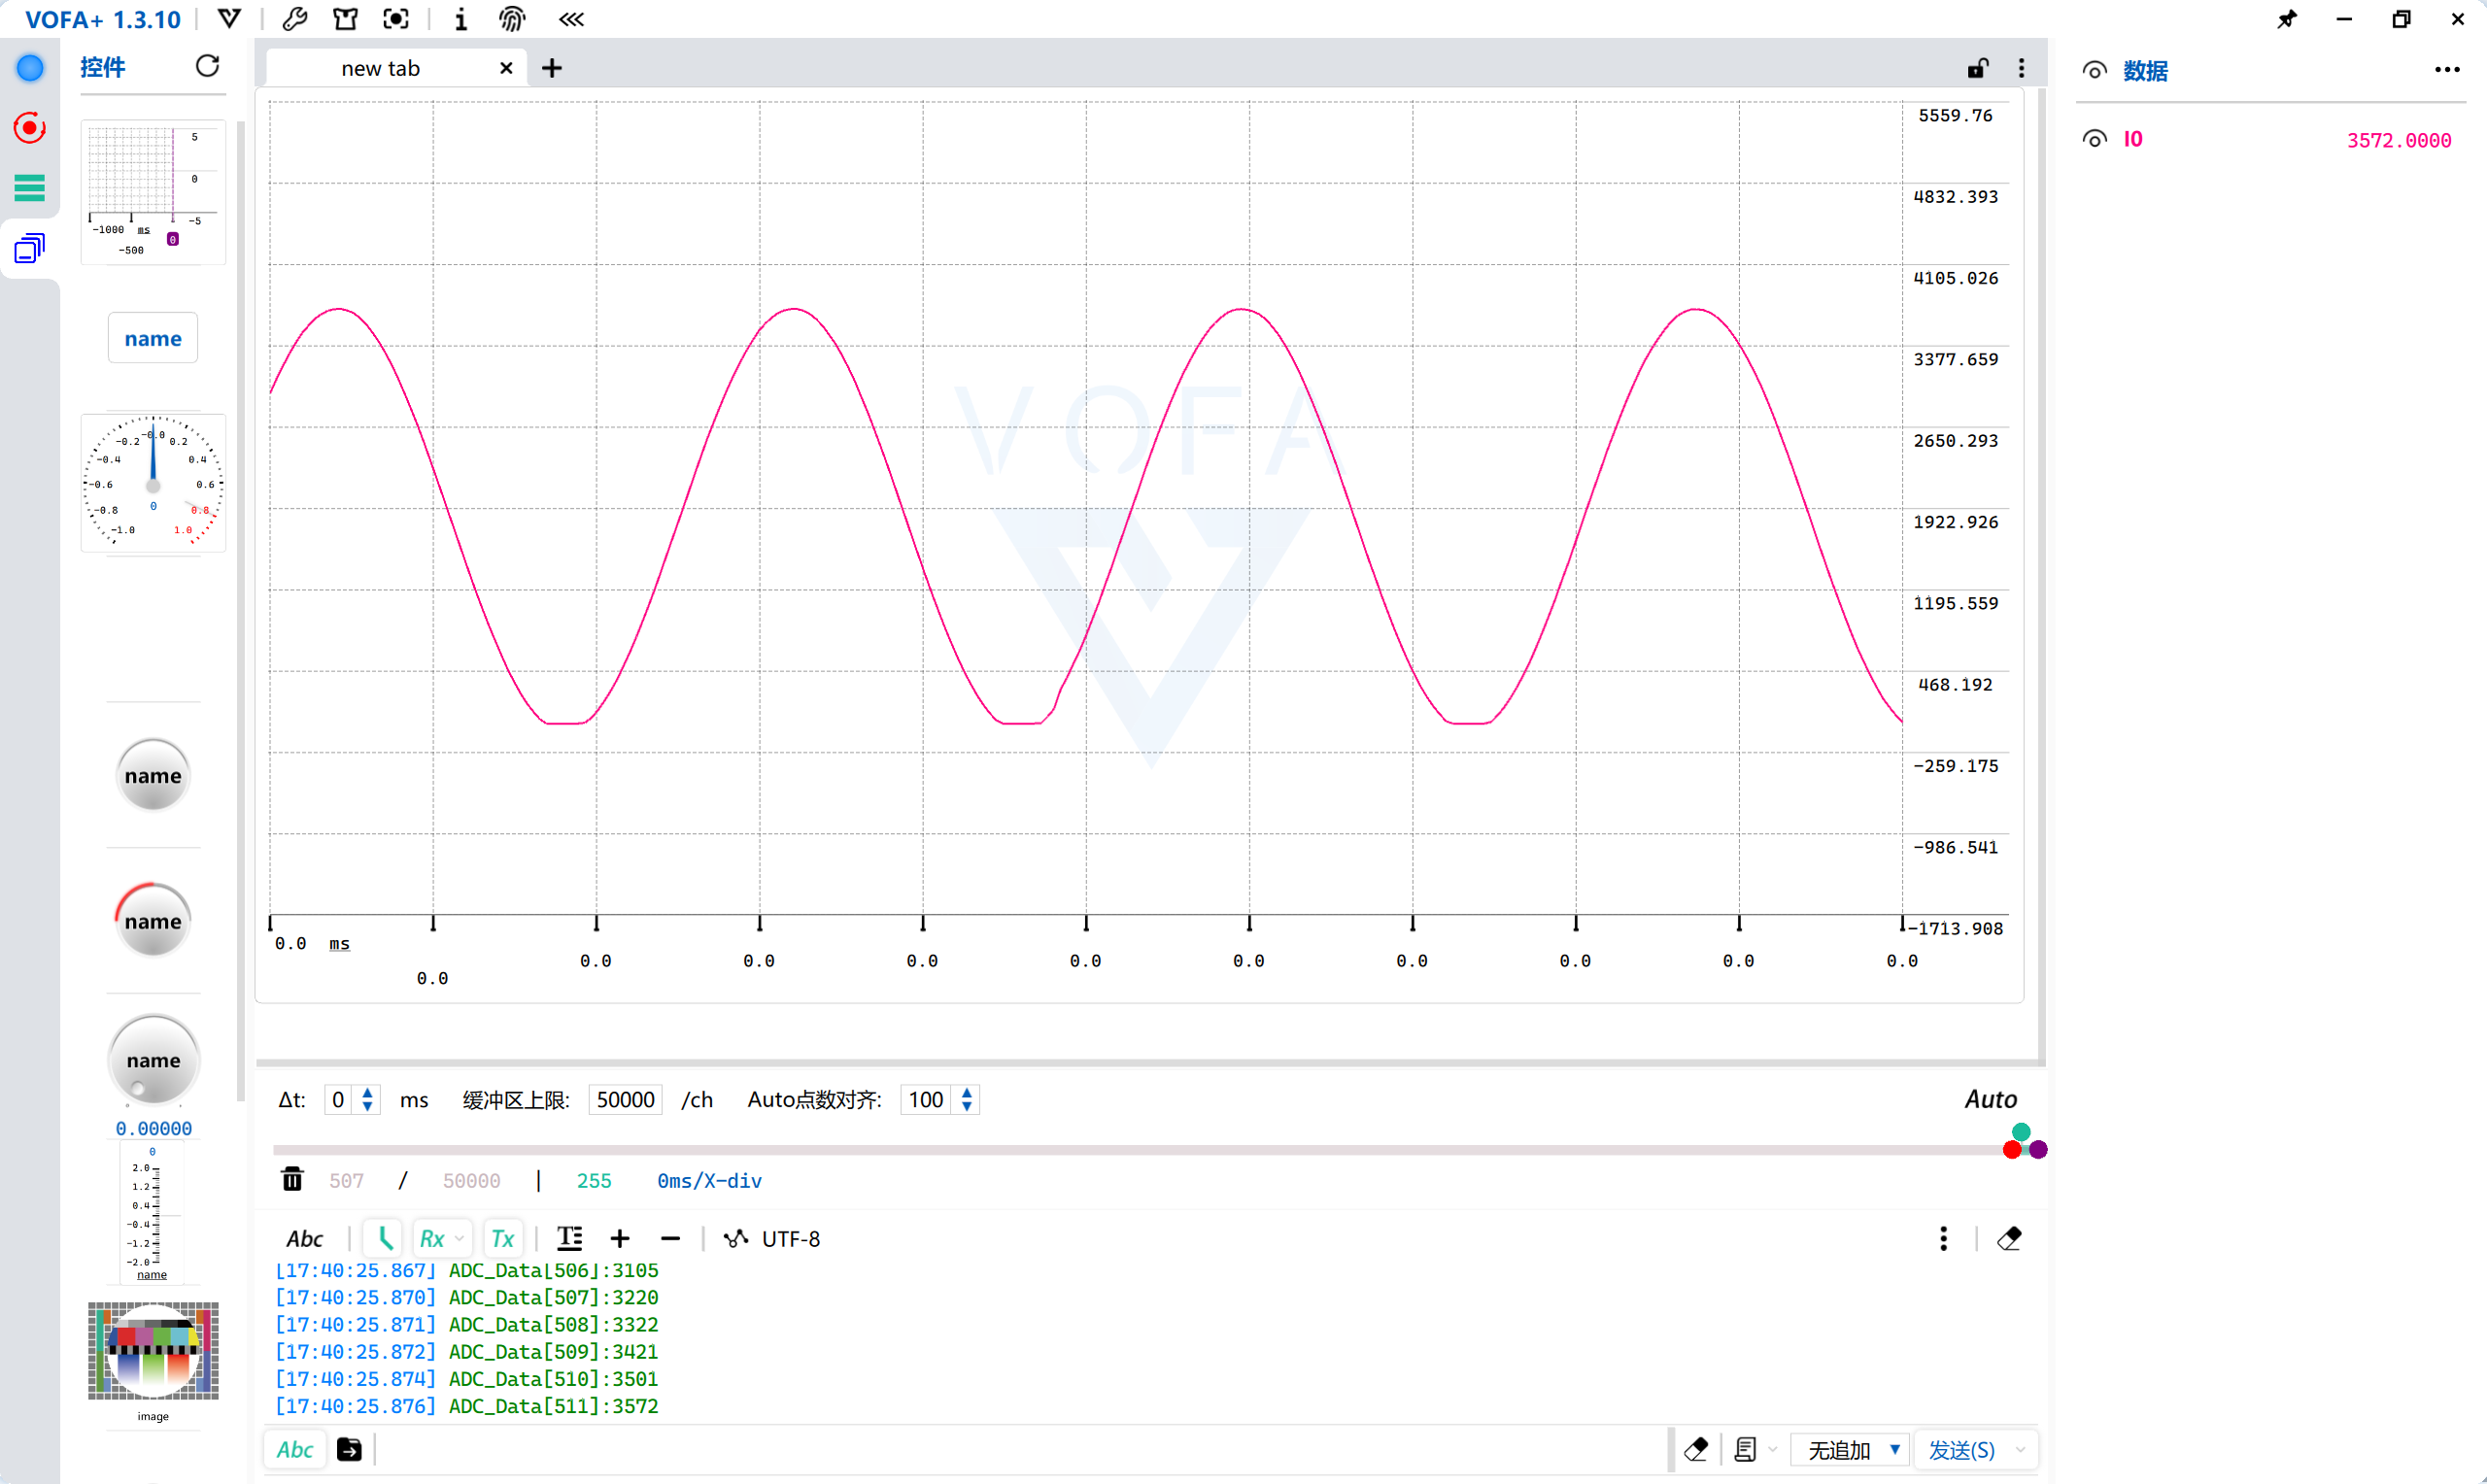 VOFA+ 1.3.10
控件
new tab
数据
I0 3572.0000
5
0
-5
-1000 ms
-500
0
name
-0.0
-0.2 0.2
-0.4 0.4
-0.6 0.6
-0.8 0 0.8
-1.0 1.0
name
name
name
0.00000
0
2.0
1.2
0.4
-0.4
-1.2
-2.0
name
image
VOFA
5559.76
4832.393
4105.026
3377.659
2650.293
1922.926
1195.559
468.192
-259.175
-986.541
-1713.908
0.0 ms
0.0
0.0 0.0 0.0 0.0 0.0 0.0 0.0 0.0 0.0
Δt: 0 ms 缓冲区上限: 50000 /ch Auto点数对齐: 100 Auto
507 / 50000 | 255 0ms/X-div
Abc Rx Tx UTF-8
[17:40:25.867] ADC_Data[506]:3105
[17:40:25.870] ADC_Data[507]:3220
[17:40:25.871] ADC_Data[508]:3322
[17:40:25.872] ADC_Data[509]:3421
[17:40:25.874] ADC_Data[510]:3501
[17:40:25.876] ADC_Data[511]:3572
Abc 无追加 发送(S)